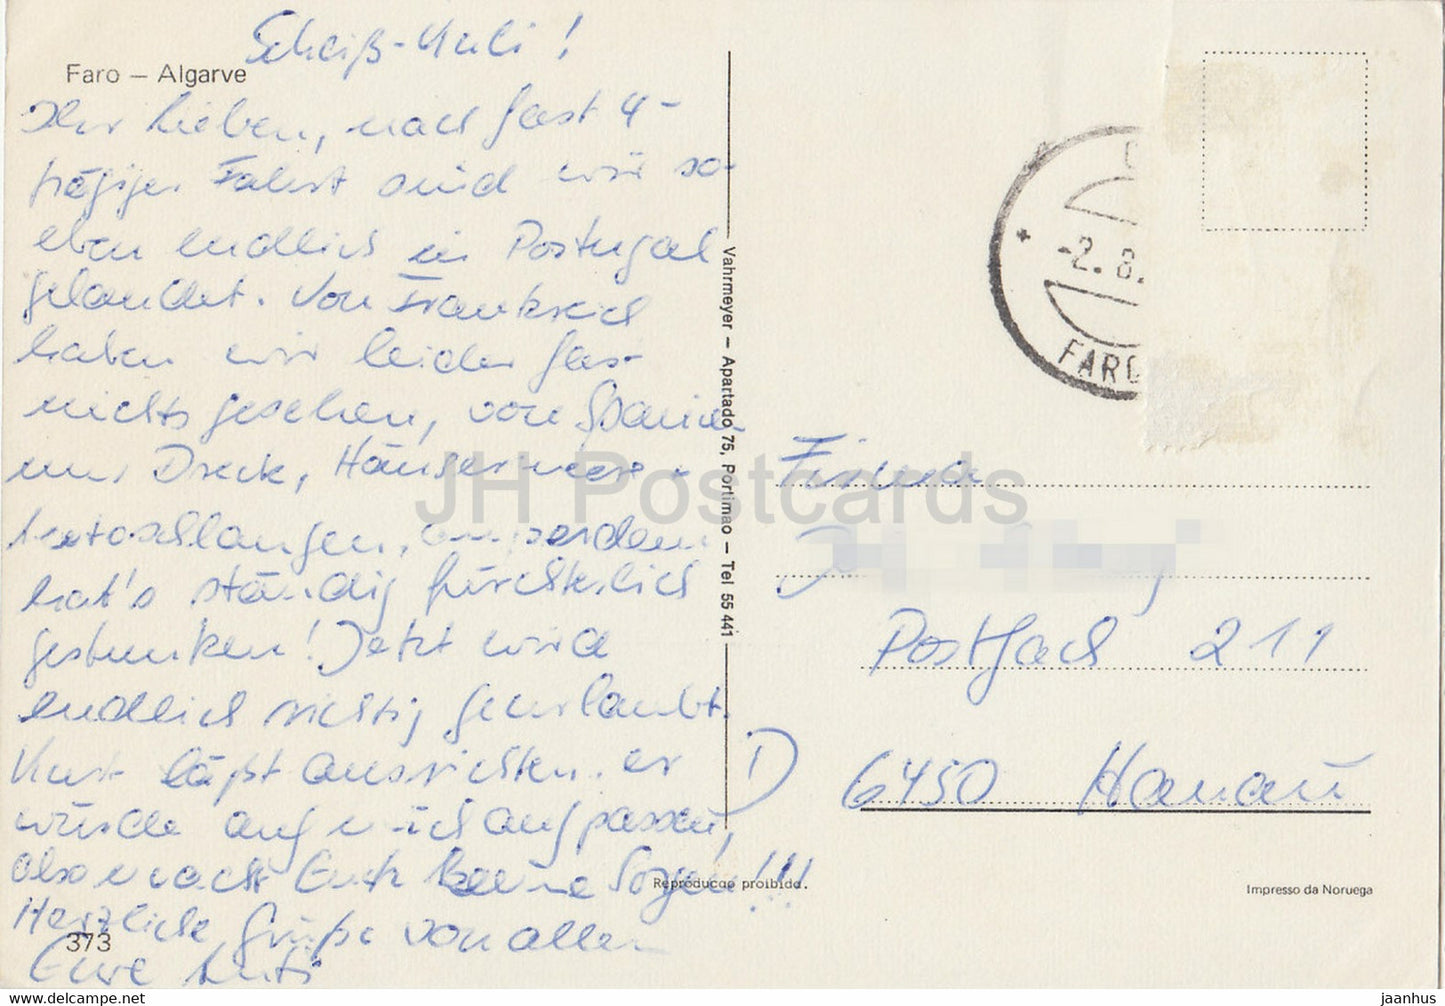 Scheiß-Kuli!
Faro — Algarve
Ihr Lieben, nach fast 4-
tägiger Fahrt sind wir so-
eben endlich in Portugal
gelandet. Von Frankreich
haben wir leider fast
nichts gesehen, von Spanien
nur Dreck, Häusermeer +
Autoschlangen, außerdem
hat's ständig fürchterlich
gestunken! Jetzt wird
endlich richtig geurlaubt.
Kurt läßt ausrichten, er
würde auf mich aufpassen,
also macht Euch keine Sorgen!!!
Herzliche Grüße von allen
Eure
373
Vahrmeyer — Apartado 75, Portimao — Tel 55 441
Reproducao proibida.
-2. 8.
FARO
Firma
Postfach 211
D 6450 Hanau
Impresso da Noruega
JH Postcards
jaanhus